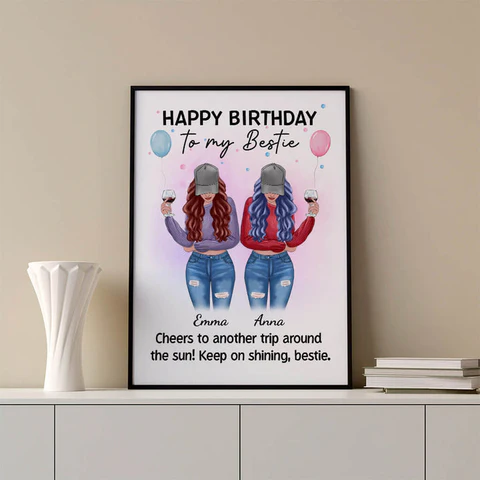 HAPPY BIRTHDAY
to my Bestie
Emma Anna
Cheers to another trip around
the sun! Keep on shining, bestie.